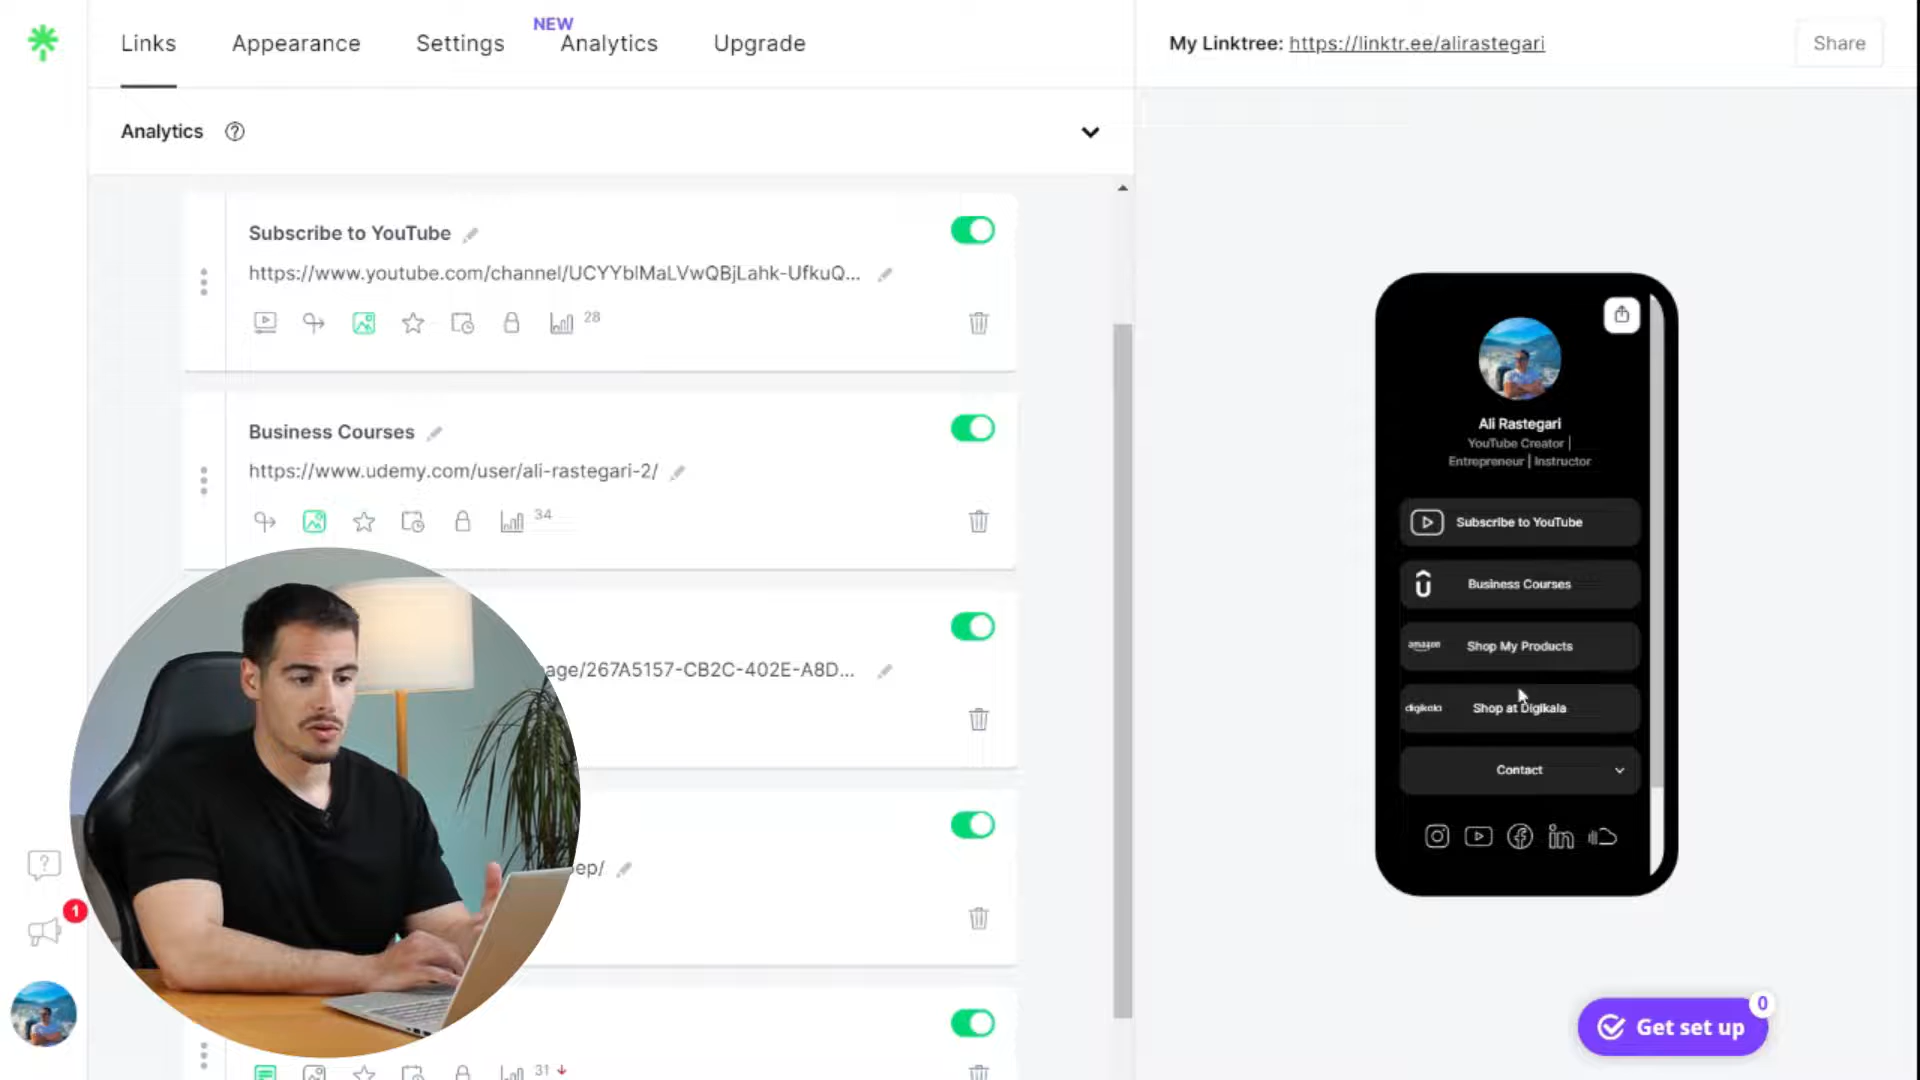 Links
Appearance
Settings
NEW
Analytics
Upgrade
My Linktree: https://linktr.ee/alirastegari
Share
Analytics ?
Subscribe to YouTube
https://www.youtube.com/channel/UCYYblMaLVwQBjLahk-UfkuQ...
28
Business Courses
https://www.udemy.com/user/ali-rastegari-2/
34
age/267A5157-CB2C-402E-A8D...
ep/
31
?
1
Ali Rastegari
YouTube Creator |
Entrepreneur | Instructor
Subscribe to YouTube
Business Courses
amazon
Shop My Products
digikala
Shop at Digikala
Contact
in
0
Get set up